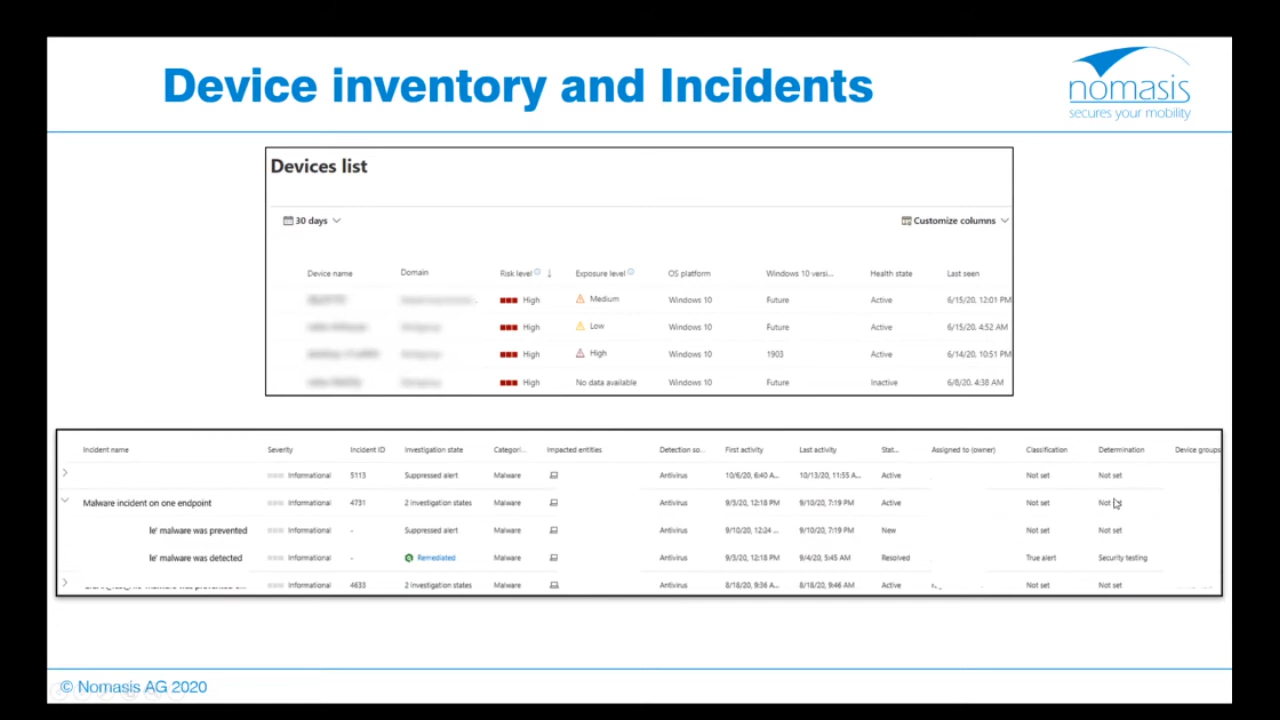 Device inventory and Incidents
nomasis
secures your mobility
Devices list
30 days Customize columns
Device name Domain Risk level Exposure level OS platform Windows 10 versi... Health state Last seen
High Medium Windows 10 Future Active 6/15/20, 12:01 PM
High Low Windows 10 Future Active 6/15/20, 4:52 AM
High High Windows 10 1903 Active 6/14/20, 10:51 PM
High No data available Windows 10 Future Inactive 6/8/20, 4:38 AM
Incident name Severity Incident ID Investigation state Categori... Impacted entities Detection so... First activity Last activity Stat... Assigned to (owner) Classification Determination Device groups
Informational 5113 Suppressed alert Malware Antivirus 10/6/20, 6:40 A... 10/13/20, 11:55 A... Active Not set Not set
Malware incident on one endpoint Informational 4731 2 investigation states Malware Antivirus 9/3/20, 12:18 PM 9/10/20, 7:19 PM Active Not set Not set
le' malware was prevented Informational - Suppressed alert Malware Antivirus 9/10/20, 12:24 ... 9/10/20, 7:19 PM New Not set Not set
le' malware was detected Informational - Remediated Malware Antivirus 9/3/20, 12:18 PM 9/4/20, 5:45 AM Resolved True alert Security testing
Informational 4633 2 investigation states Malware Antivirus 8/18/20, 9:36 A... 8/18/20, 9:46 AM Active Not set Not set
© Nomasis AG 2020